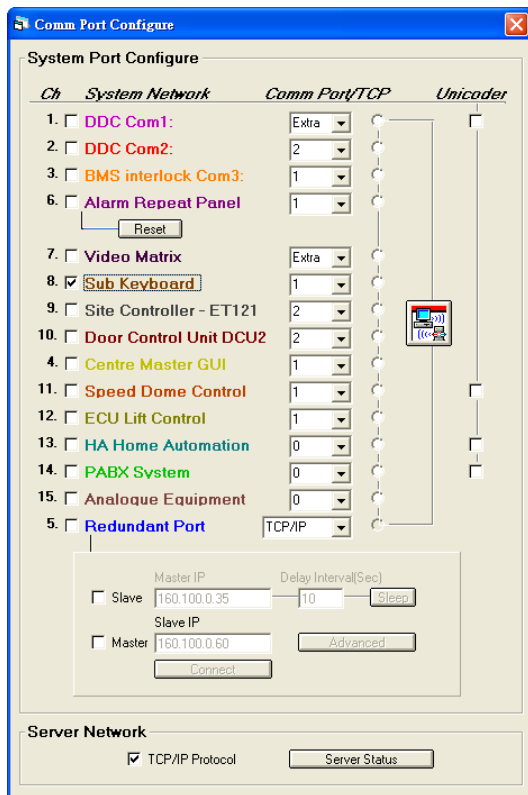 Comm Port Configure
System Port Configure
Ch System Network Comm Port/TCP Unicoder
1. DDC Com1: Extra
2. DDC Com2: 2
3. BMS interlock Com3: 1
6. Alarm Repeat Panel 1
Reset
7. Video Matrix Extra
8. Sub Keyboard 1
9. Site Controller - ET121 2
10. Door Control Unit DCU2 2
4. Centre Master GUI 1
11. Speed Dome Control 1
12. ECU Lift Control 1
13. HA Home Automation 0
14. PABX System 0
15. Analogue Equipment 0
5. Redundant Port TCP/IP
Master IP Delay Interval(Sec)
Slave 160.100.0.35 10 Sleep
Slave IP
Master 160.100.0.60 Advanced
Connect
Server Network
TCP/IP Protocol Server Status